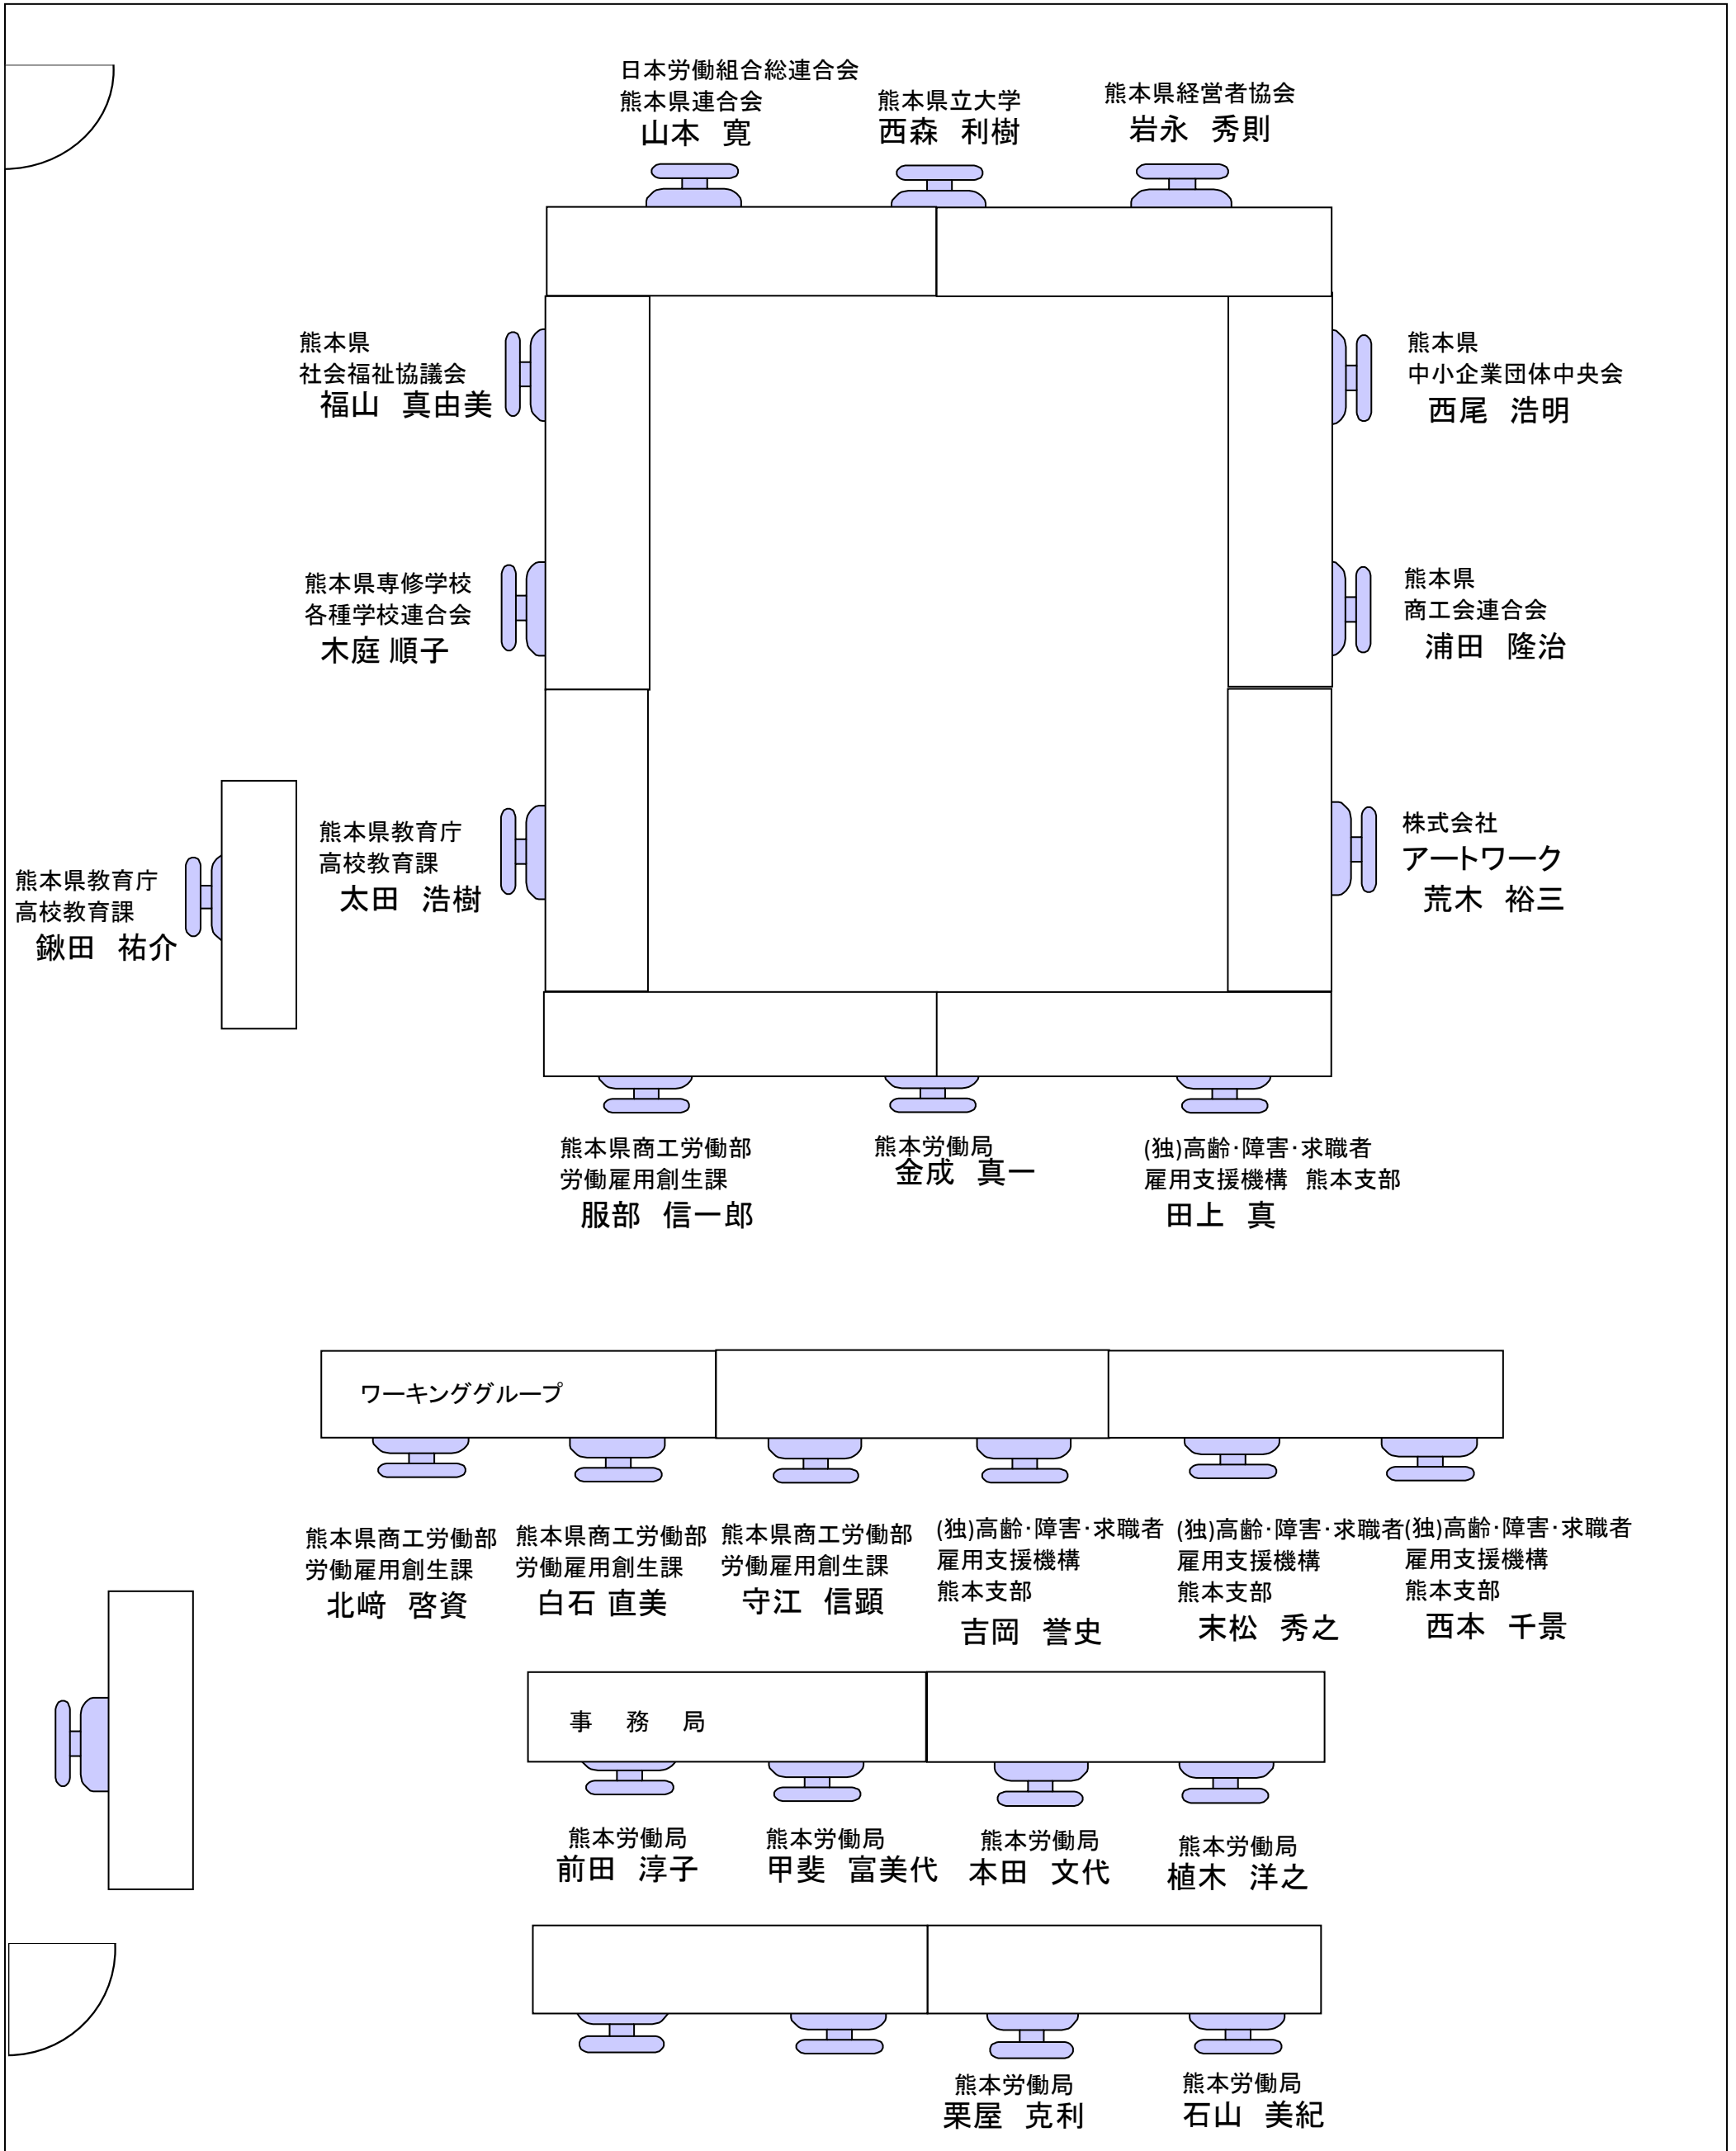 日本労働組合総連合会
熊本県連合会
山本　寛
熊本県立大学
西森　利樹
熊本県経営者協会
岩永　秀則
熊本県
社会福祉協議会
福山　真由美
熊本県
中小企業団体中央会
西尾　浩明
熊本県専修学校
各種学校連合会
木庭 順子
熊本県
商工会連合会
浦田　隆治
熊本県教育庁
高校教育課
鍬田　祐介
熊本県教育庁
高校教育課
太田　浩樹
株式会社
アートワーク
荒木　裕三
熊本県商工労働部
労働雇用創生課
服部　信一郎
熊本労働局
金成　真一
(独)高齢･障害･求職者
雇用支援機構　熊本支部
田上　真
ワーキンググループ
熊本県商工労働部
労働雇用創生課
北﨑　啓資
熊本県商工労働部
労働雇用創生課
白石 直美
熊本県商工労働部
労働雇用創生課
守江　信顕
(独)高齢･障害･求職者
雇用支援機構
熊本支部
吉岡　誉史
(独)高齢･障害･求職者
雇用支援機構
熊本支部
末松　秀之
(独)高齢･障害･求職者
雇用支援機構
熊本支部
西本　千景
事　務　局
熊本労働局
前田　淳子
熊本労働局
甲斐　富美代
熊本労働局
本田　文代
熊本労働局
植木　洋之
熊本労働局
栗屋　克利
熊本労働局
石山　美紀